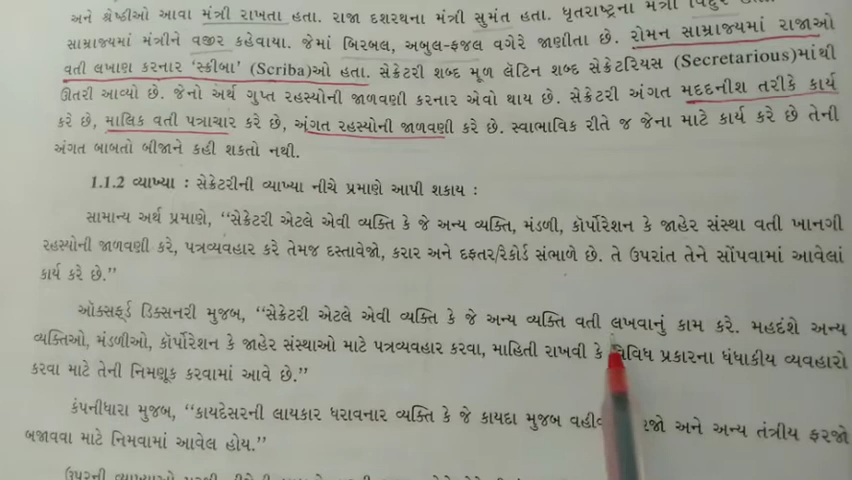 અને શ્રેષ્ઠીઓ આવા મંત્રી રાખતા હતા. રાજા દશરથના મંત્રી સુમંત હતા. ધૃતરાષ્ટ્રના મંત્રી વિદુર
સામ્રાજ્યમાં મંત્રીને વજીર કહેવાયા. જેમાં બિરબલ, અબુલ-ફજલ વગેરે જાણીતા છે. રોમન સામ્રાજ્યમાં રાજાઓ
વતી લખાણ કરનાર ‘સ્ક્રીબા’ (Scriba)ઓ હતા. સેક્રેટરી શબ્દ મૂળ લૅટિન શબ્દ સેક્રેટરિયસ (Secretarious)માંથી
ઊતરી આવ્યો છે. જેનો અર્થ ગુપ્ત રહસ્યોની જાળવણી કરનાર એવો થાય છે. સેક્રેટરી અંગત મદદનીશ તરીકે કાર્ય
કરે છે, માલિક વતી પત્રાચાર કરે છે, અંગત રહસ્યોની જાળવણી કરે છે. સ્વાભાવિક રીતે જ જેના માટે કાર્ય કરે છે તેની
અંગત બાબતો બીજાને કહી શકતો નથી.
1.1.2 વ્યાખ્યા : સેક્રેટરીની વ્યાખ્યા નીચે પ્રમાણે આપી શકાય :
સામાન્ય અર્થ પ્રમાણે, “સેક્રેટરી એટલે એવી વ્યક્તિ કે જે અન્ય વ્યક્તિ, મંડળી, કૉર્પોરેશન કે જાહેર સંસ્થા વતી ખાનગી
રહસ્યોની જાળવણી કરે, પત્રવ્યવહાર કરે તેમજ દસ્તાવેજો, કરાર અને દફતર/રેકોર્ડ સંભાળે છે. તે ઉપરાંત તેને સોંપવામાં આવેલાં
કાર્ય કરે છે.”
ઑક્સફર્ડ ડિક્સનરી મુજબ, “સેક્રેટરી એટલે એવી વ્યક્તિ કે જે અન્ય વ્યક્તિ વતી લખવાનું કામ કરે. મહદંશે અન્ય
વ્યક્તિઓ, મંડળીઓ, કૉર્પોરેશન કે જાહેર સંસ્થાઓ માટે પત્રવ્યવહાર કરવા, માહિતી રાખવી કે વિવિધ પ્રકારના ધંધાકીય વ્યવહારો
કરવા માટે તેની નિમણૂક કરવામાં આવે છે.”
કંપનીધારા મુજબ, “કાયદેસરની લાયકાર ધરાવનાર વ્યક્તિ કે જે કાયદા મુજબ અને અન્ય તંત્રીય ફરજો
બજાવવા માટે નિમવામાં આવેલ હોય.”